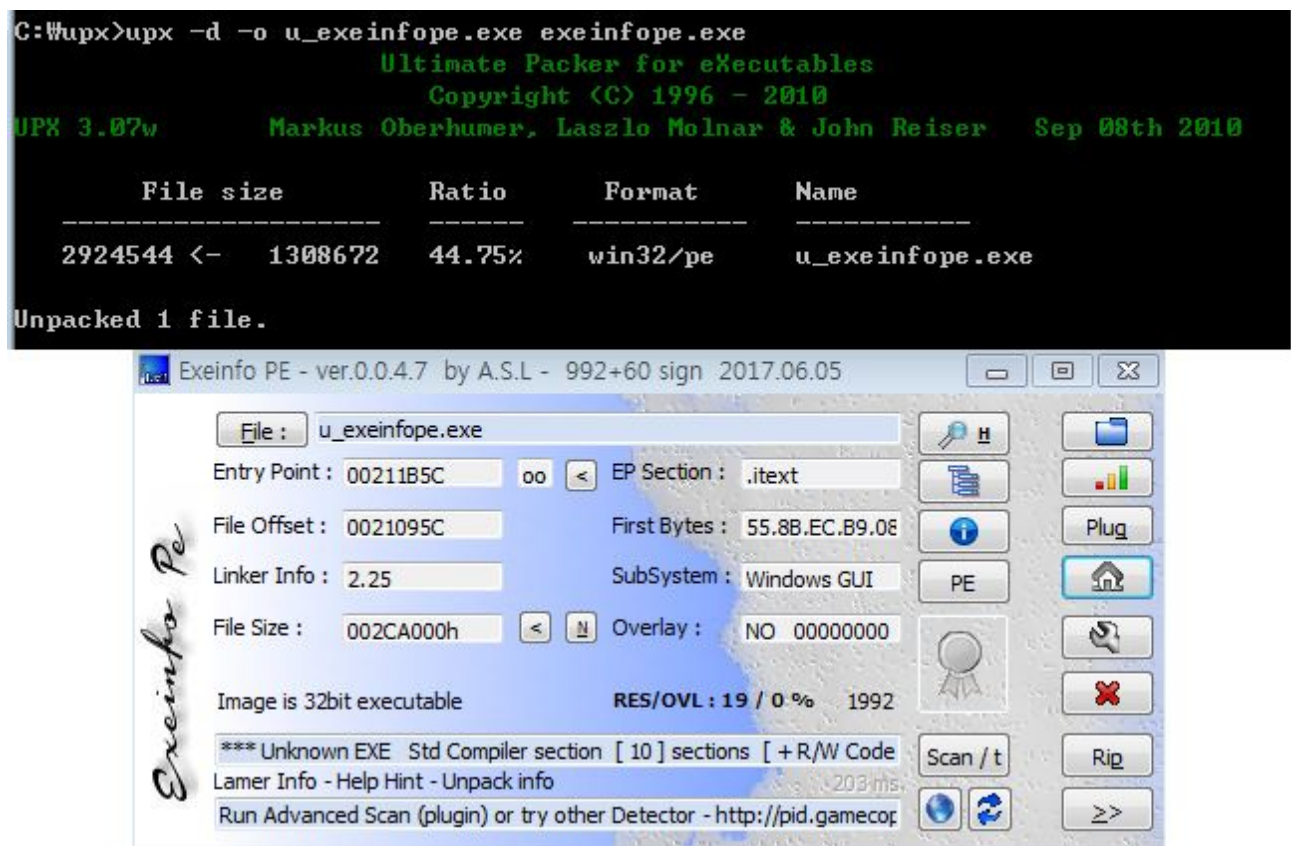 C:₩upx>upx -d -o u_exeinfope.exe exeinfope.exe
Ultimate Packer for eXecutables
Copyright (C) 1996 - 2010
UPX 3.07w Markus Oberhumer, Laszlo Molnar & John Reiser Sep 08th 2010
File size Ratio Format Name
-------------------- ------ ----------- -----------
2924544 <- 1308672 44.75% win32/pe u_exeinfope.exe
Unpacked 1 file.
Exeinfo PE - ver.0.0.4.7 by A.S.L - 992+60 sign 2017.06.05
File : u_exeinfope.exe H
Entry Point : 00211B5C oo < EP Section : .itext
File Offset : 0021095C First Bytes : 55.8B.EC.B9.08 Plug
Linker Info : 2.25 SubSystem : Windows GUI PE
File Size : 002CA000h < N Overlay : NO 00000000
Image is 32bit executable RES/OVL : 19 / 0 % 1992
*** Unknown EXE Std Compiler section [ 10 ] sections [ + R/W Code Scan / t Rip
Lamer Info - Help Hint - Unpack info 203 ms.
Run Advanced Scan (plugin) or try other Detector - http://pid.gamecop >>
Exeinfo Pe